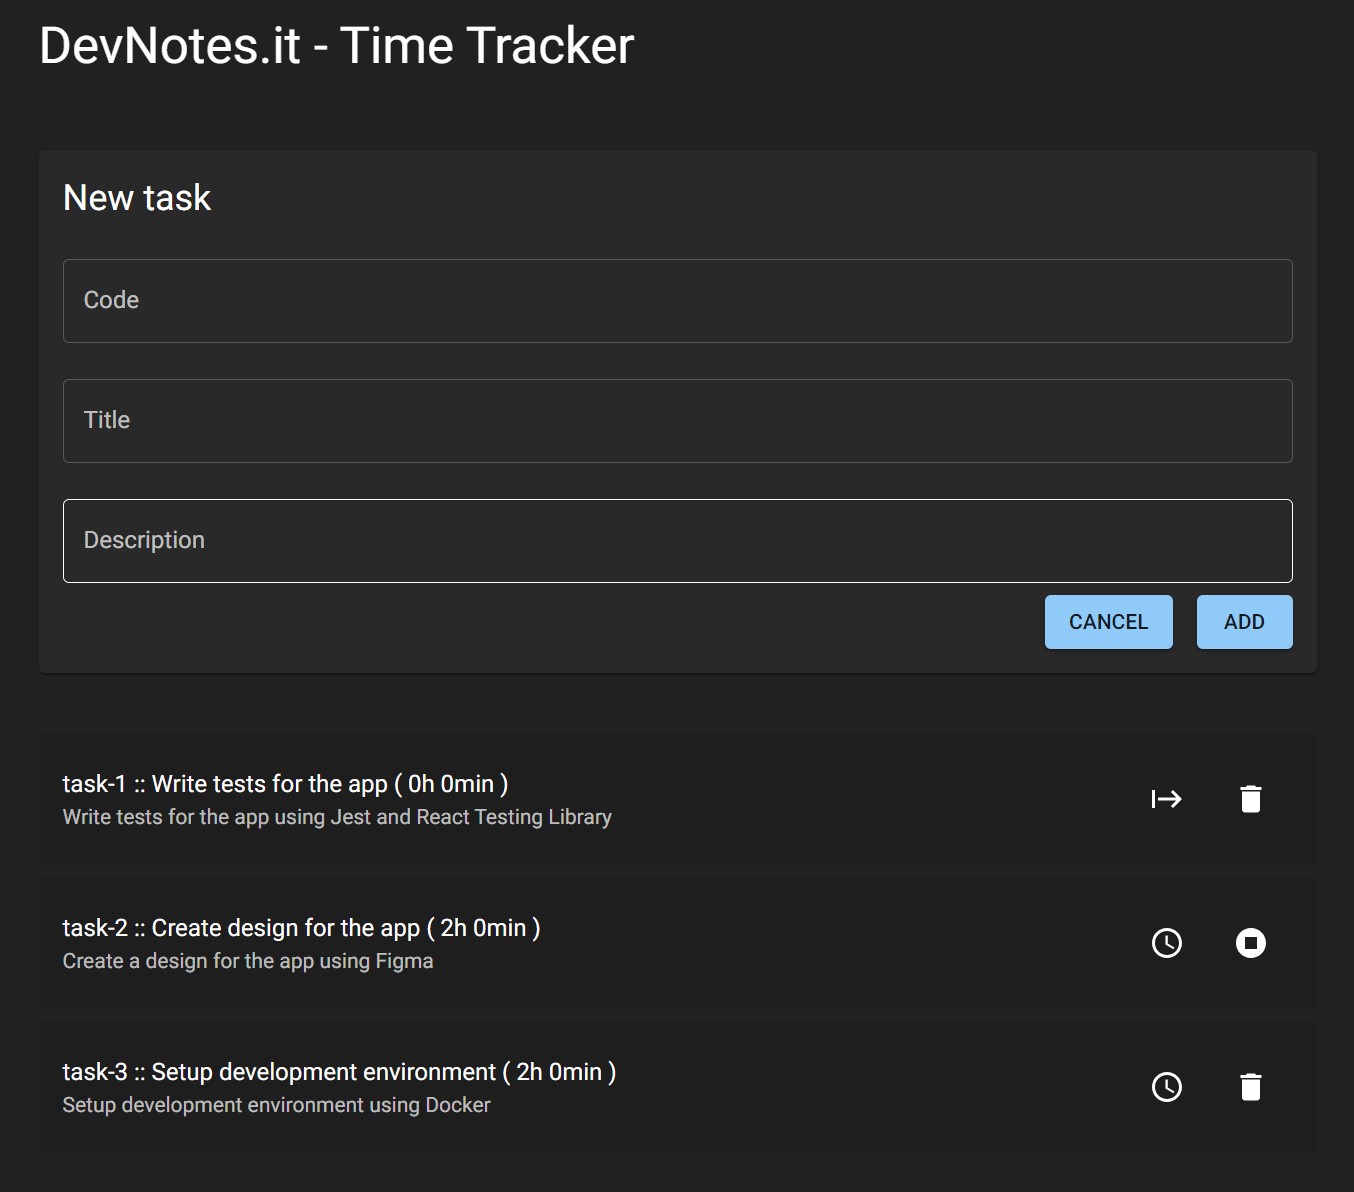 DevNotes.it - Time Tracker
New task
Code
Title
Description
CANCEL ADD
task-1 :: Write tests for the app ( 0h 0min )
Write tests for the app using Jest and React Testing Library
task-2 :: Create design for the app ( 2h 0min )
Create a design for the app using Figma
task-3 :: Setup development environment ( 2h 0min )
Setup development environment using Docker